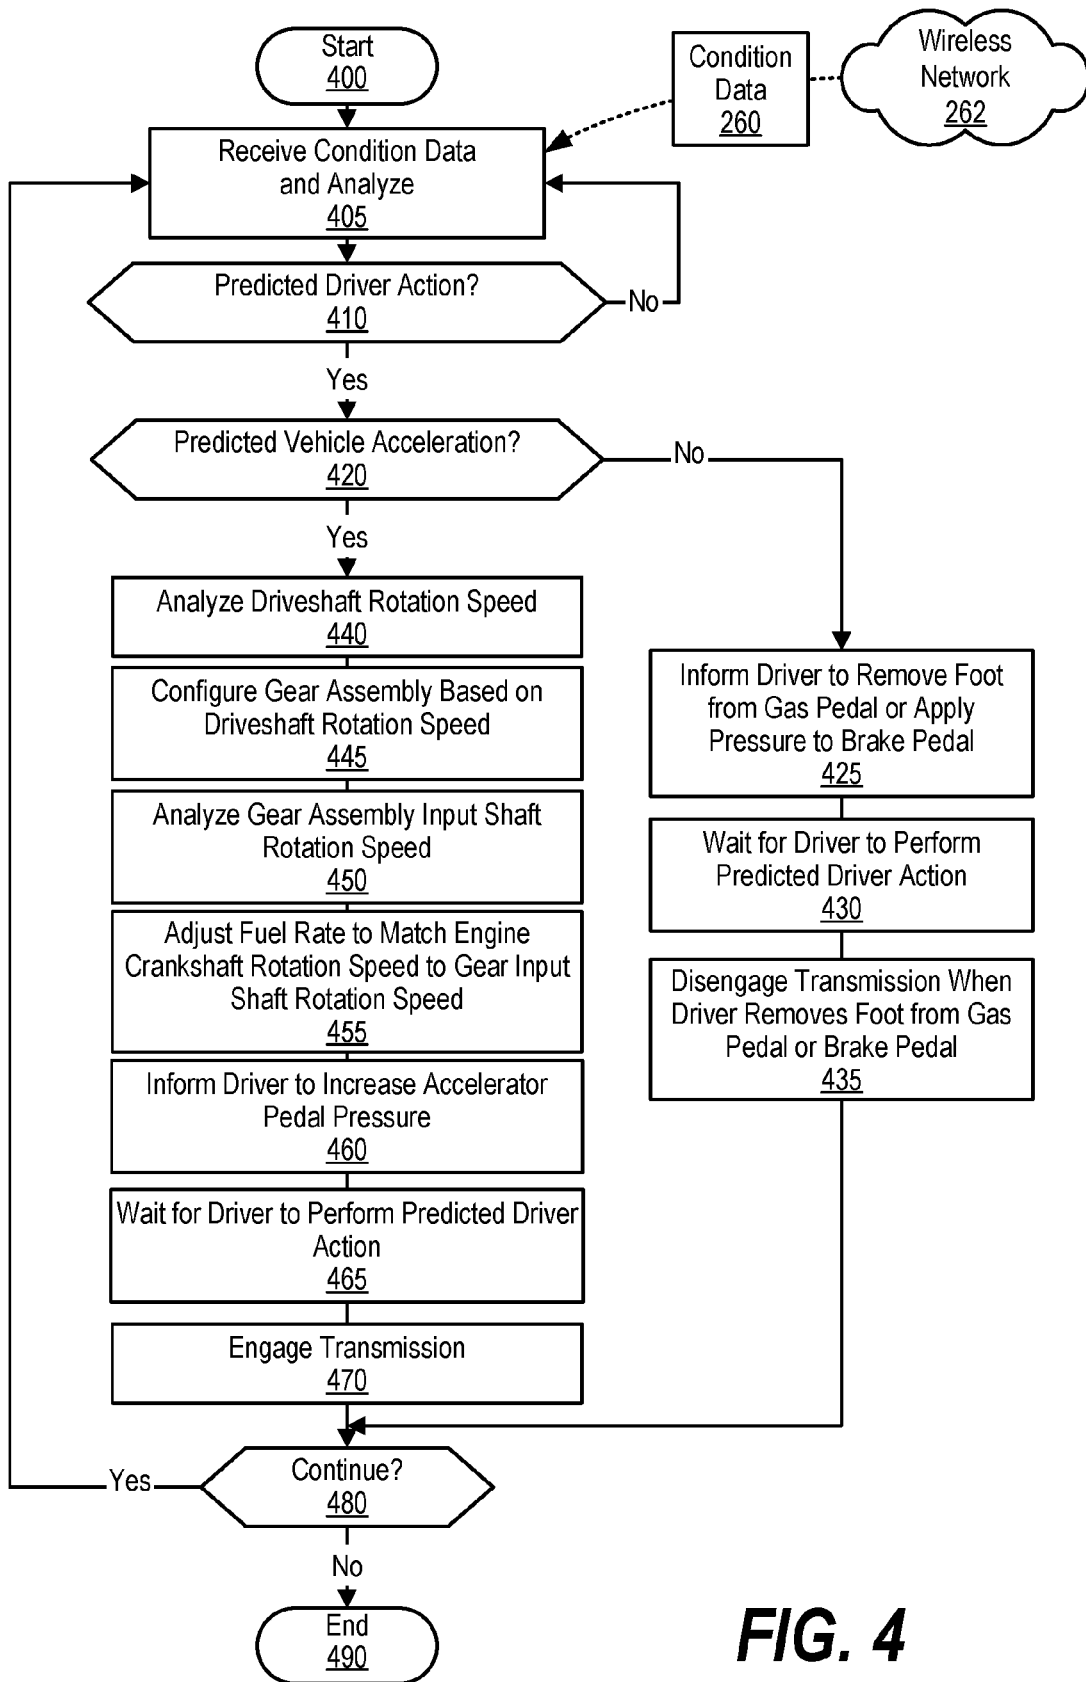 Start
400
Condition
Data
260
Wireless
Network
262
Receive Condition Data
and Analyze
405
Predicted Driver Action?
410
No
Yes
Predicted Vehicle Acceleration?
420
No
Yes
Analyze Driveshaft Rotation Speed
440
Configure Gear Assembly Based on
Driveshaft Rotation Speed
445
Analyze Gear Assembly Input Shaft
Rotation Speed
450
Adjust Fuel Rate to Match Engine
Crankshaft Rotation Speed to Gear Input
Shaft Rotation Speed
455
Inform Driver to Increase Accelerator
Pedal Pressure
460
Wait for Driver to Perform Predicted Driver
Action
465
Engage Transmission
470
Inform Driver to Remove Foot
from Gas Pedal or Apply
Pressure to Brake Pedal
425
Wait for Driver to Perform
Predicted Driver Action
430
Disengage Transmission When
Driver Removes Foot from Gas
Pedal or Brake Pedal
435
Continue?
480
Yes
No
End
490
FIG. 4